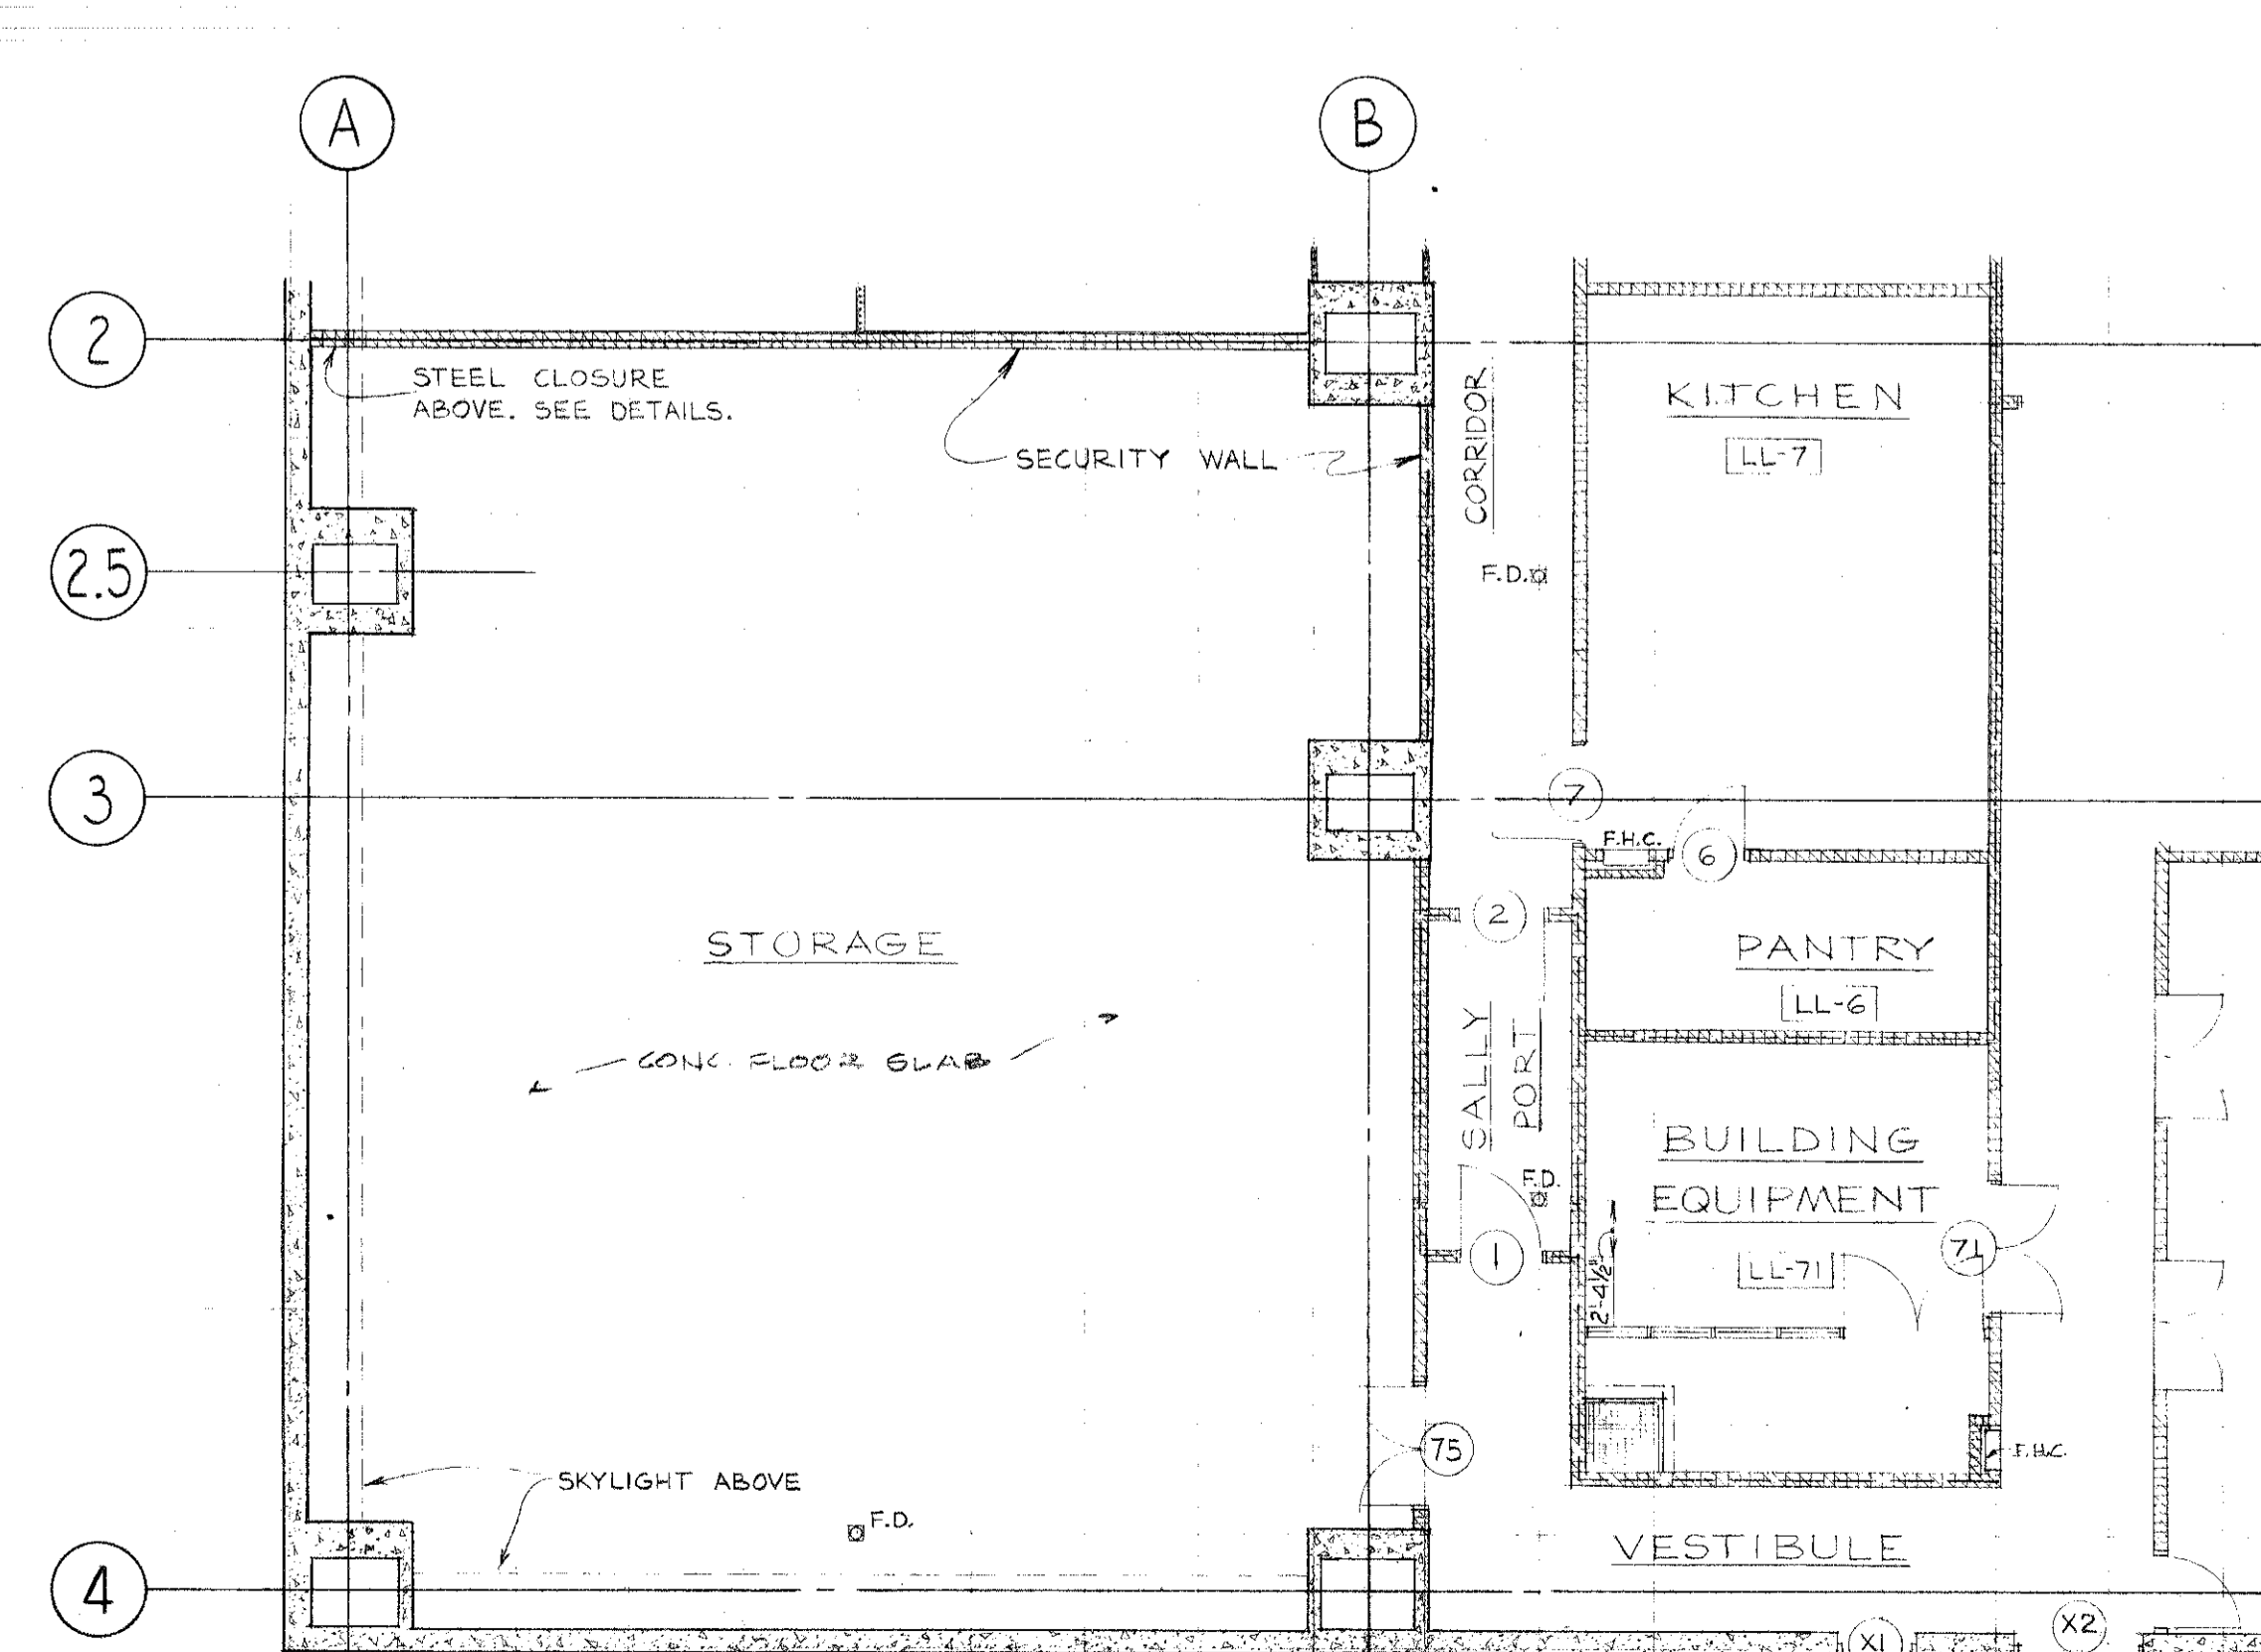 A
B
2
STEEL CLOSURE
ABOVE. SEE DETAILS.
SECURITY WALL
CORRIDOR
KITCHEN
LL-7
2.5
F.D.
3
7
F.H.C.
6
2
STORAGE
PANTRY
LL-6
CONC. FLOOR SLAB
SALLY
PORT
BUILDING
EQUIPMENT
F.D.
1
71
LL-71
2'-4½"
75
F.H.C.
SKYLIGHT ABOVE
F.D.
VESTIBULE
4
X1
X2